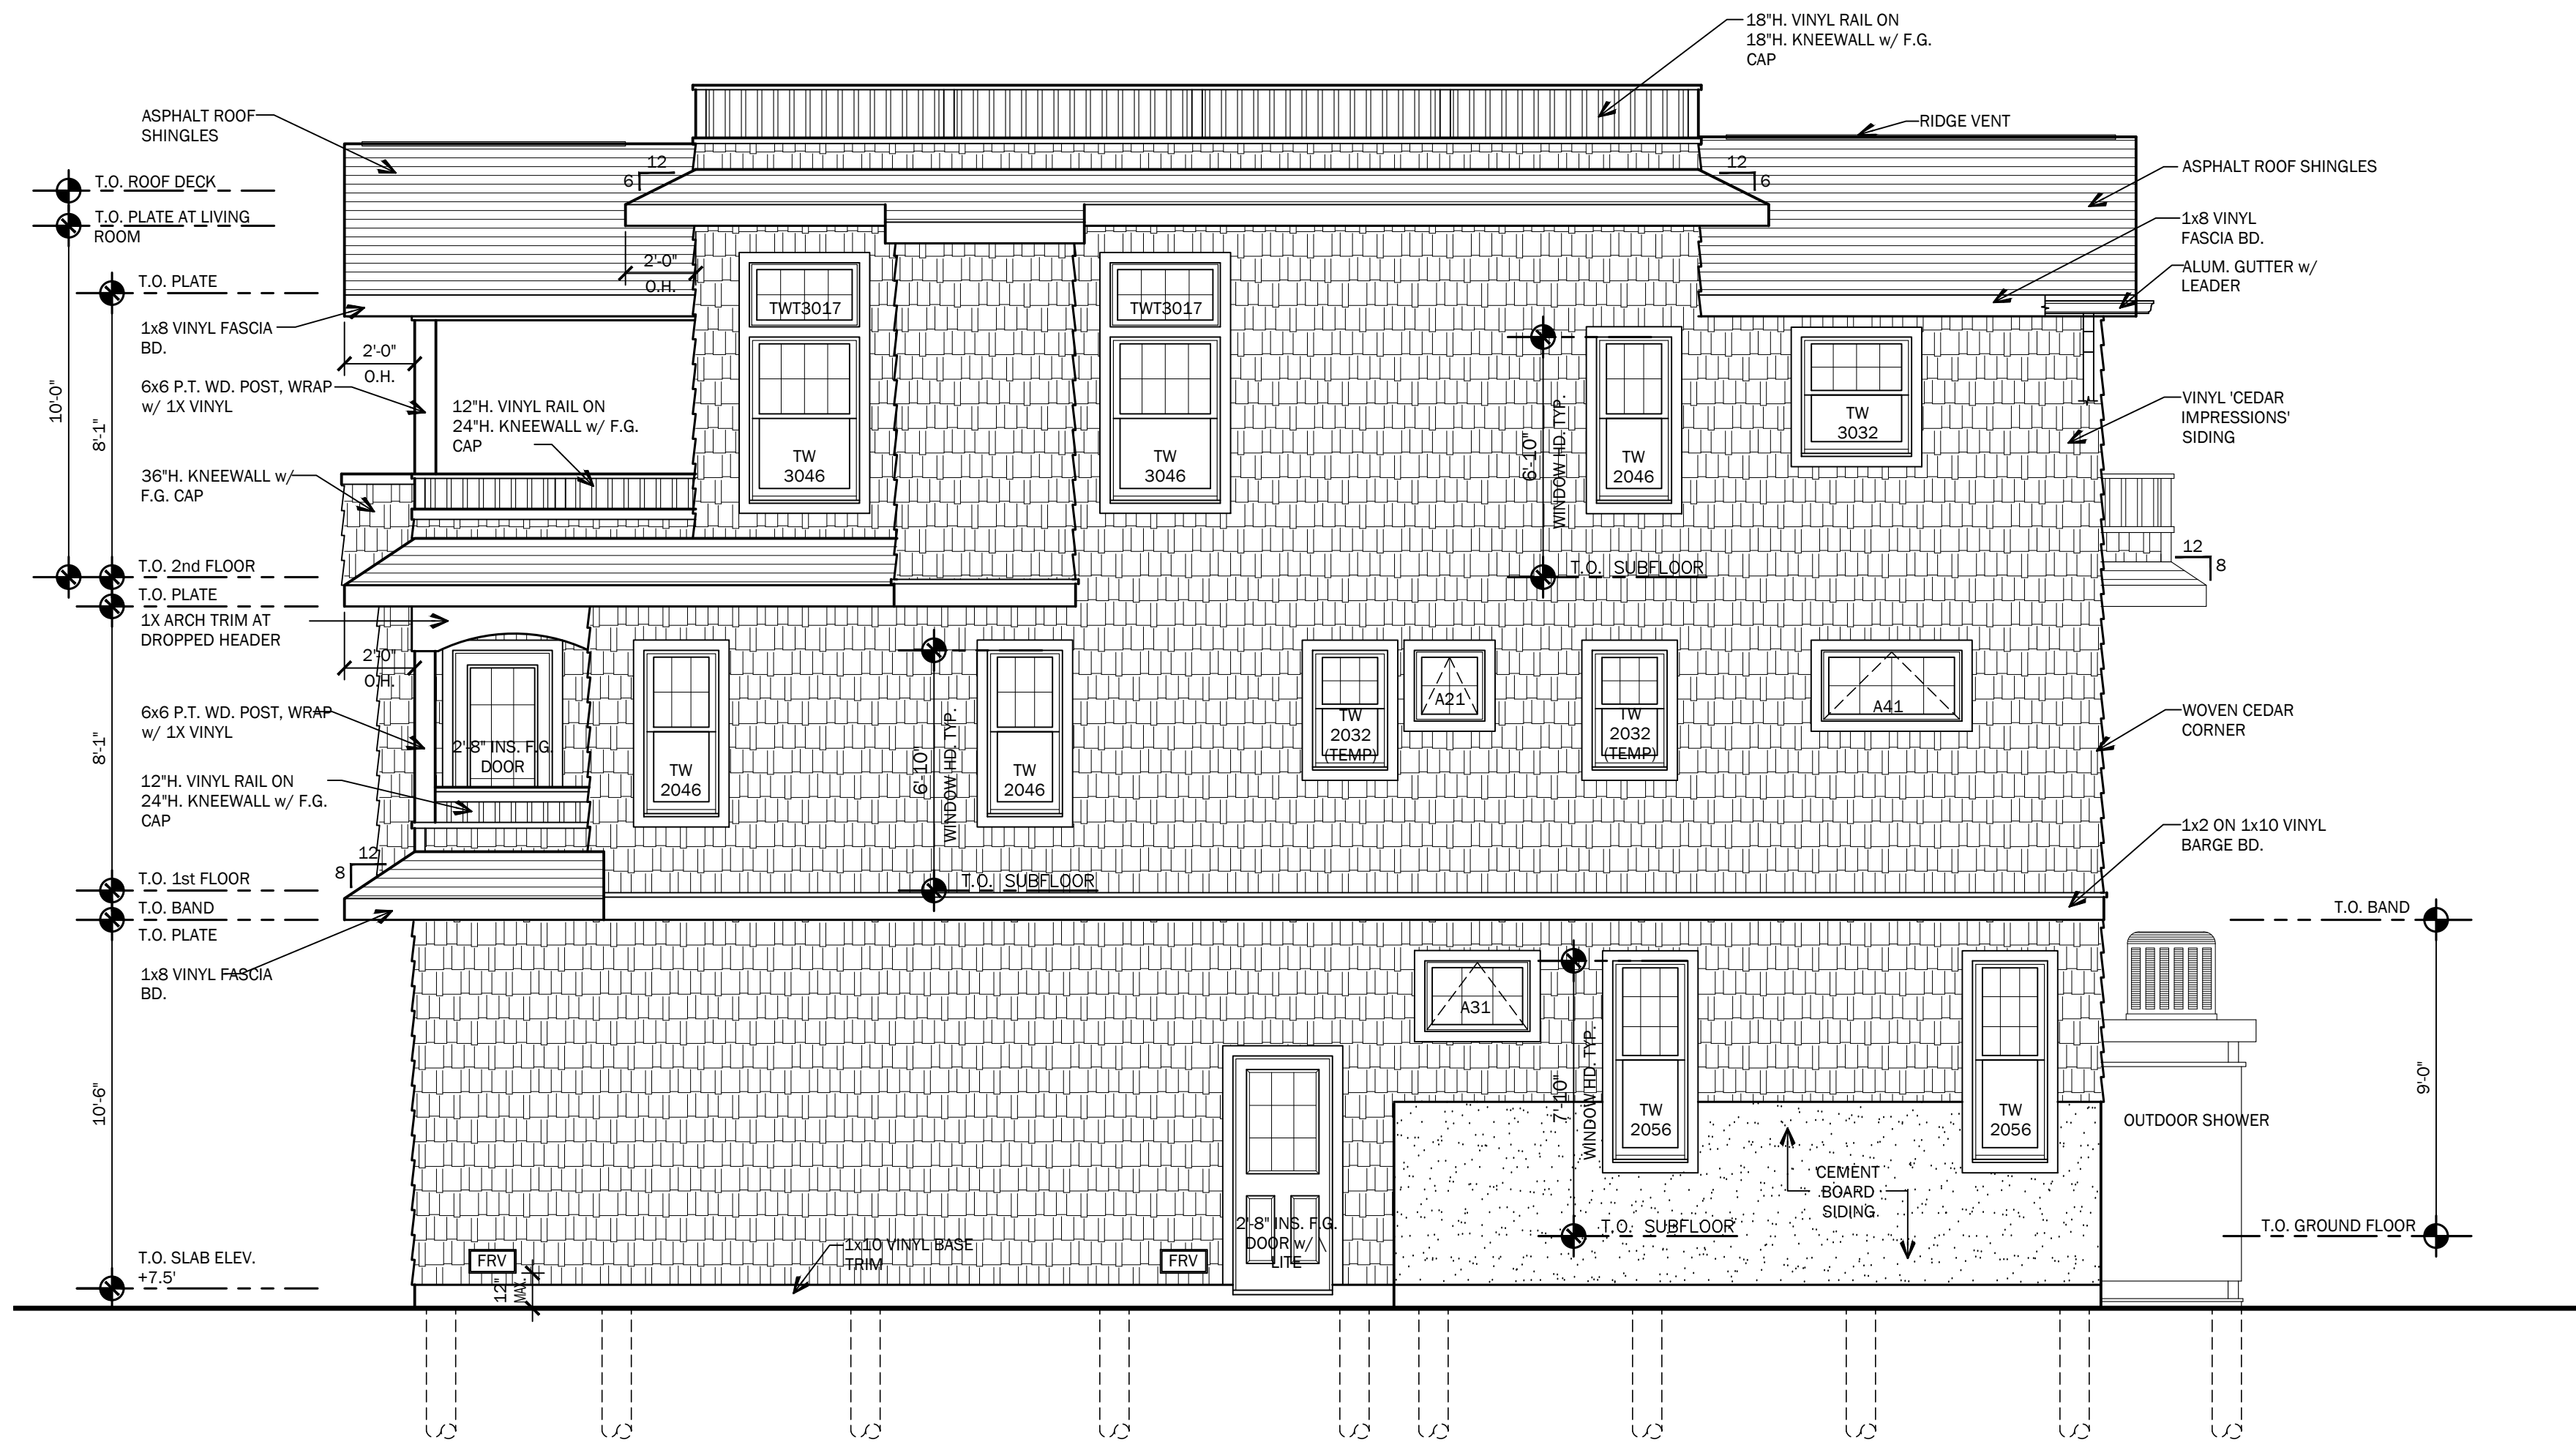 18"H. VINYL RAIL ON
18"H. KNEEWALL w/ F.G.
CAP
ASPHALT ROOF
SHINGLES
RIDGE VENT
12
6
12
6
ASPHALT ROOF SHINGLES
T.O. ROOF DECK
T.O. PLATE AT LIVING
ROOM
1x8 VINYL
FASCIA BD.
2'-0"
O.H.
ALUM. GUTTER w/
LEADER
T.O. PLATE
TWT3017
TWT3017
1x8 VINYL FASCIA
BD.
2'-0"
O.H.
6x6 P.T. WD. POST, WRAP
w/ 1X VINYL
10'-0"
8'-1"
12"H. VINYL RAIL ON
24"H. KNEEWALL w/ F.G.
CAP
TW
3032
VINYL 'CEDAR
IMPRESSIONS'
SIDING
6'-10"
WINDOW HD. TYP.
TW
3046
TW
3046
TW
2046
36"H. KNEEWALL w/
F.G. CAP
12
8
T.O. 2nd FLOOR
T.O. SUBFLOOR
T.O. PLATE
1X ARCH TRIM AT
DROPPED HEADER
2'-0"
O.H.
A21
A41
6x6 P.T. WD. POST, WRAP
w/ 1X VINYL
TW
2032
(TEMP)
TW
2032
(TEMP)
WOVEN CEDAR
CORNER
8'-1"
2'-8" INS. F.G.
DOOR
6'-10"
WINDOW HD. TYP.
TW
2046
TW
2046
12"H. VINYL RAIL ON
24"H. KNEEWALL w/ F.G.
CAP
1x2 ON 1x10 VINYL
BARGE BD.
12
8
T.O. 1st FLOOR
T.O. SUBFLOOR
T.O. BAND
T.O. BAND
T.O. PLATE
1x8 VINYL FASCIA
BD.
A31
10'-6"
7'-10"
WINDOW HD. TYP.
9'-0"
TW
2056
TW
2056
OUTDOOR SHOWER
CEMENT
BOARD
SIDING
2'-8" INS. F.G.
DOOR w/ \
LITE
T.O. SUBFLOOR
T.O. GROUND FLOOR
T.O. SLAB ELEV.
+7.5'
FRV
12"
MAX.
1x10 VINYL BASE
TRIM
FRV